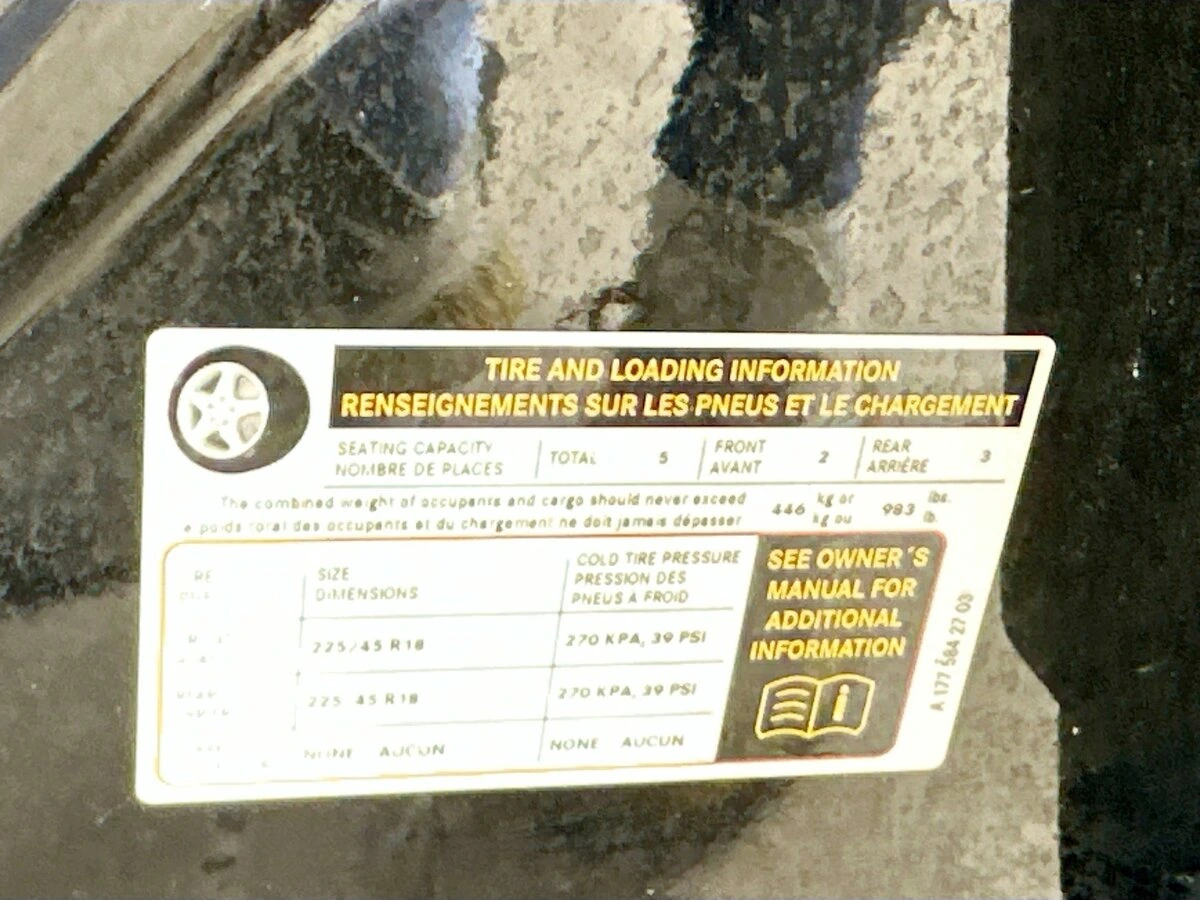 TIRE AND LOADING INFORMATION
RENSEIGNEMENTS SUR LES PNEUS ET LE CHARGEMENT
SEATING CAPACITY
NOMBRE DE PLACES
TOTAL 5
FRONT
AVANT
2
REAR
ARRIÈRE
3
The combined weight of occupants and cargo should never exceed 446 kg or 983 lbs.
e poids total des occupants et du chargement ne doit jamais dépasser kg ou lb.
SIZE
DIMENSIONS
COLD TIRE PRESSURE
PRESSION DES
PNEUS À FROID
225/45 R18 270 KPA, 39 PSI
REAR 225 45 R18 270 KPA, 39 PSI
NONE AUCUN NONE AUCUN
SEE OWNER'S
MANUAL FOR
ADDITIONAL
INFORMATION
A 177 584 27 03